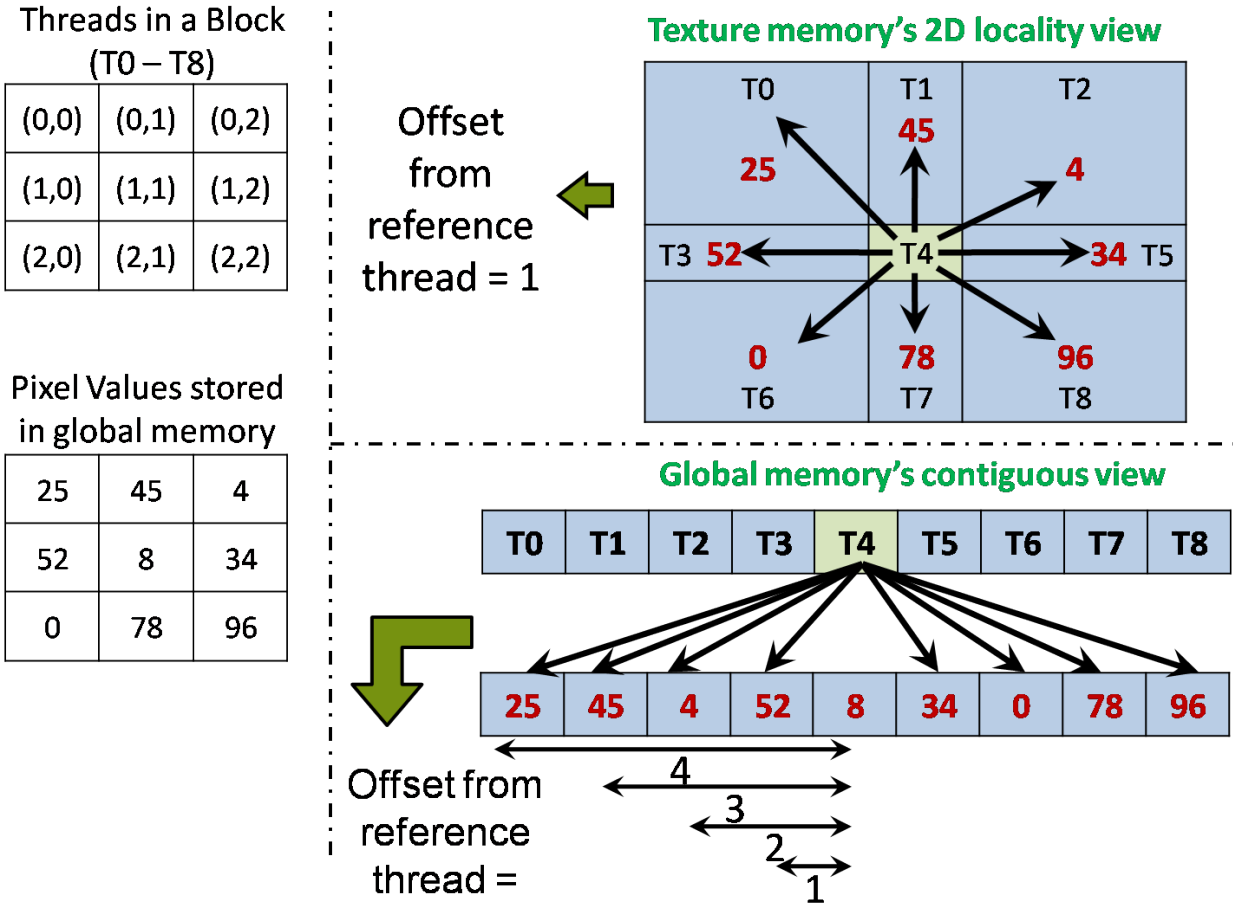 Threads in a Block
(T0 – T8)
(0,0) (0,1) (0,2)
(1,0) (1,1) (1,2)
(2,0) (2,1) (2,2)
Pixel Values stored
in global memory
25 45 4
52 8 34
0 78 96
Offset
from
reference
thread = 1
Texture memory's 2D locality view
T0 T1 T2
45
25 4
T3 52 T4 34 T5
0 78 96
T6 T7 T8
Global memory's contiguous view
T0 T1 T2 T3 T4 T5 T6 T7 T8
25 45 4 52 8 34 0 78 96
4
3
2
1
Offset from
reference
thread =